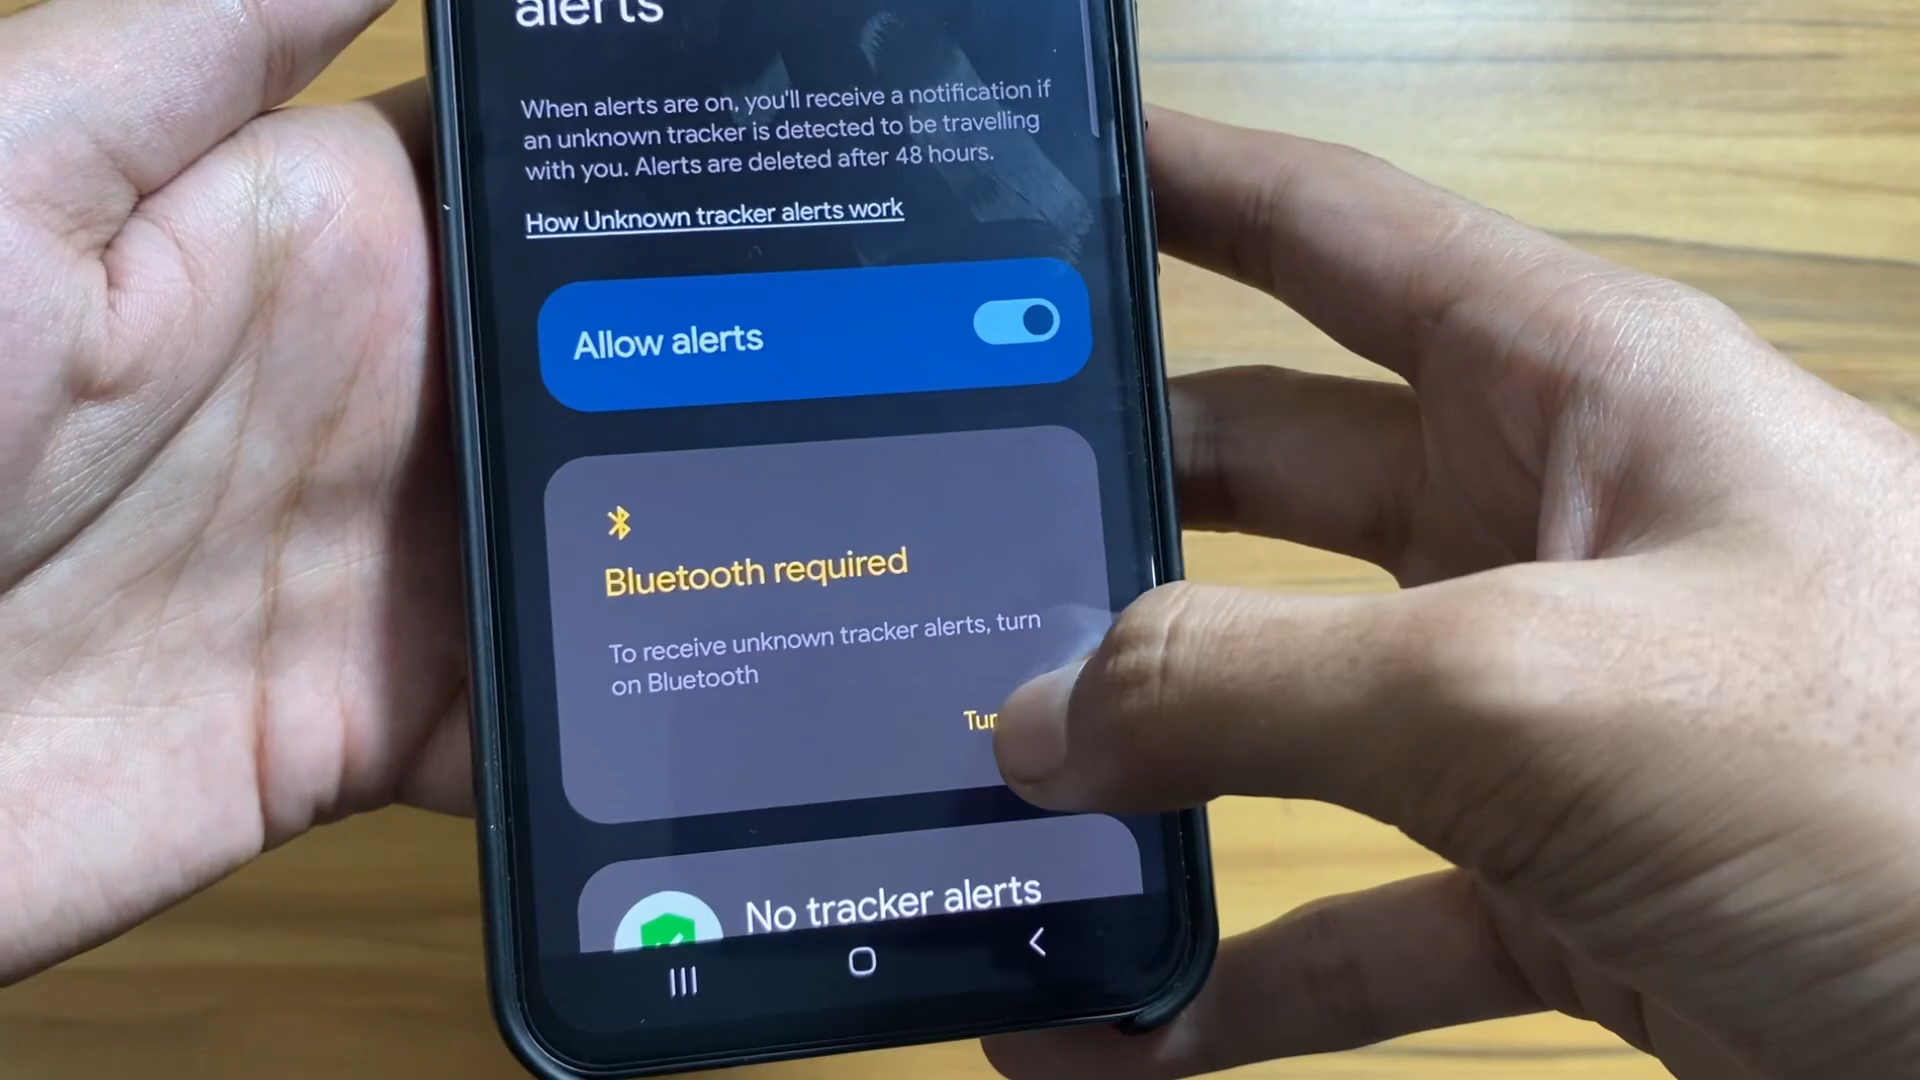 alerts
When alerts are on, you'll receive a notification if
an unknown tracker is detected to be travelling
with you. Alerts are deleted after 48 hours.
How Unknown tracker alerts work
Allow alerts
Bluetooth required
To receive unknown tracker alerts, turn
on Bluetooth
No tracker alerts